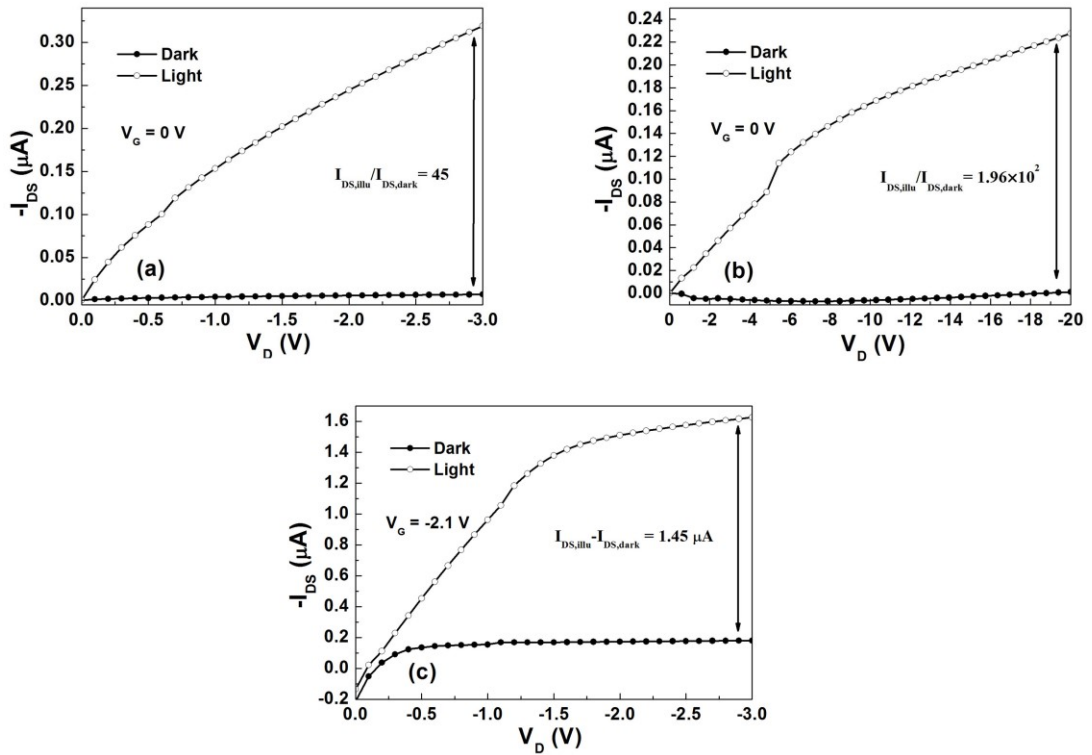 0.30
0.25
0.20
0.15
0.10
0.05
0.00
-I_DS (μA)
Dark
Light
V_G = 0 V
I_DS,illu/I_DS,dark = 45
(a)
0.0 -0.5 -1.0 -1.5 -2.0 -2.5 -3.0
V_D (V)
0.24
0.22
0.20
0.18
0.16
0.14
0.12
0.10
0.08
0.06
0.04
0.02
0.00
-I_DS (μA)
Dark
Light
V_G = 0 V
I_DS,illu/I_DS,dark = 1.96×10^2
(b)
0 -2 -4 -6 -8 -10 -12 -14 -16 -18 -20
V_D (V)
1.6
1.4
1.2
1.0
0.8
0.6
0.4
0.2
0.0
-0.2
-I_DS (μA)
Dark
Light
V_G = -2.1 V
I_DS,illu-I_DS,dark = 1.45 μA
(c)
0.0 -0.5 -1.0 -1.5 -2.0 -2.5 -3.0
V_D (V)